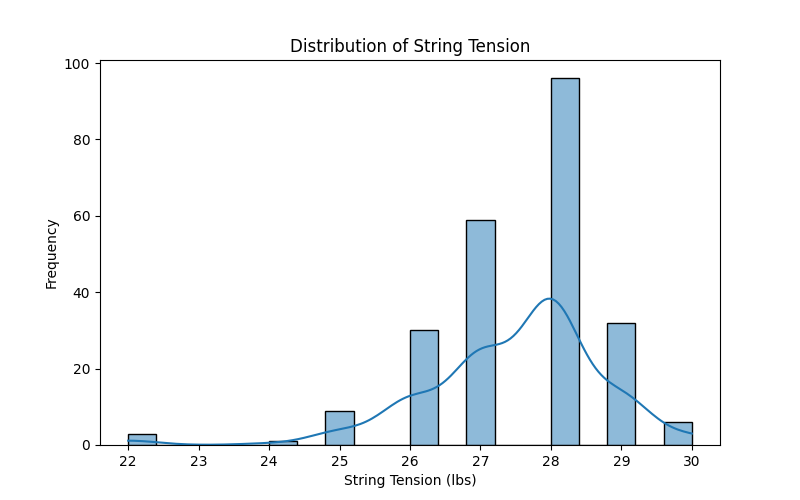 Distribution of String Tension
100
80
60
40
20
0
Frequency
22 23 24 25 26 27 28 29 30
String Tension (lbs)